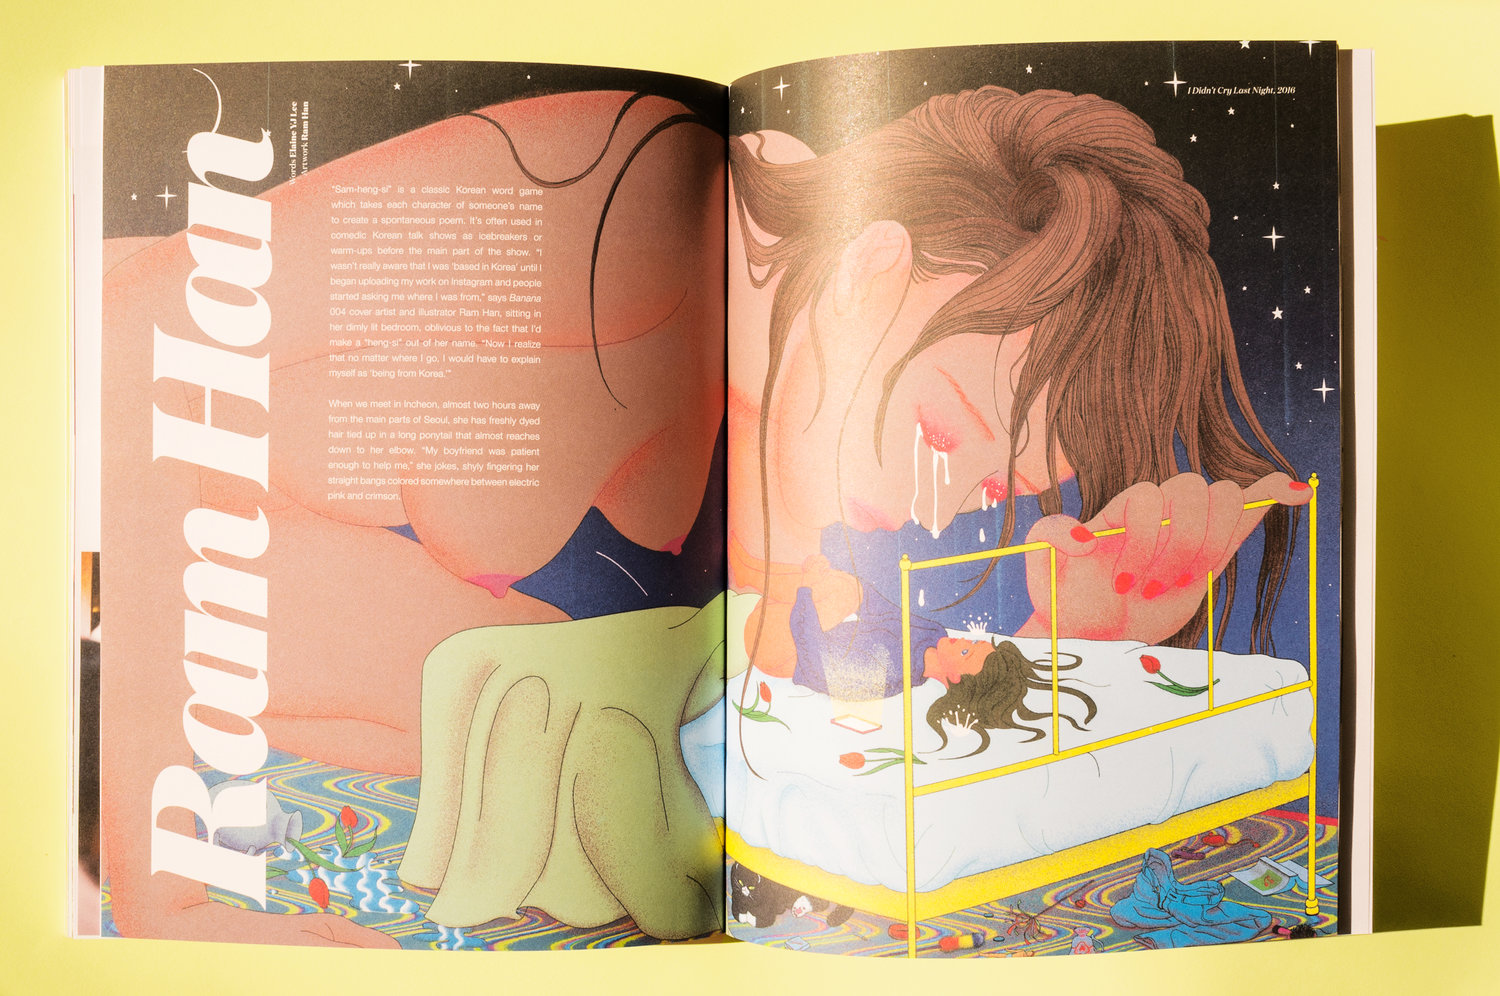 Ram Han
Words Elaine YJ Lee
Artwork Ram Han
"Sam-heng-si" is a classic Korean word game
which takes each character of someone's name
to create a spontaneous poem. It's often used in
comedic Korean talk shows as icebreakers or
warm-ups before the main part of the show. "I
wasn't really aware that I was 'based in Korea' until I
began uploading my work on Instagram and people
started asking me where I was from," says Banana
004 cover artist and illustrator Ram Han, sitting in
her dimly lit bedroom, oblivious to the fact that I'd
make a "heng-si" out of her name. "Now I realize
that no matter where I go, I would have to explain
myself as 'being from Korea.'"
When we meet in Incheon, almost two hours away
from the main parts of Seoul, she has freshly dyed
hair tied up in a long ponytail that almost reaches
down to her elbow. "My boyfriend was patient
enough to help me," she jokes, shyly fingering her
straight bangs colored somewhere between electric
pink and crimson.
I Didn't Cry Last Night, 2016